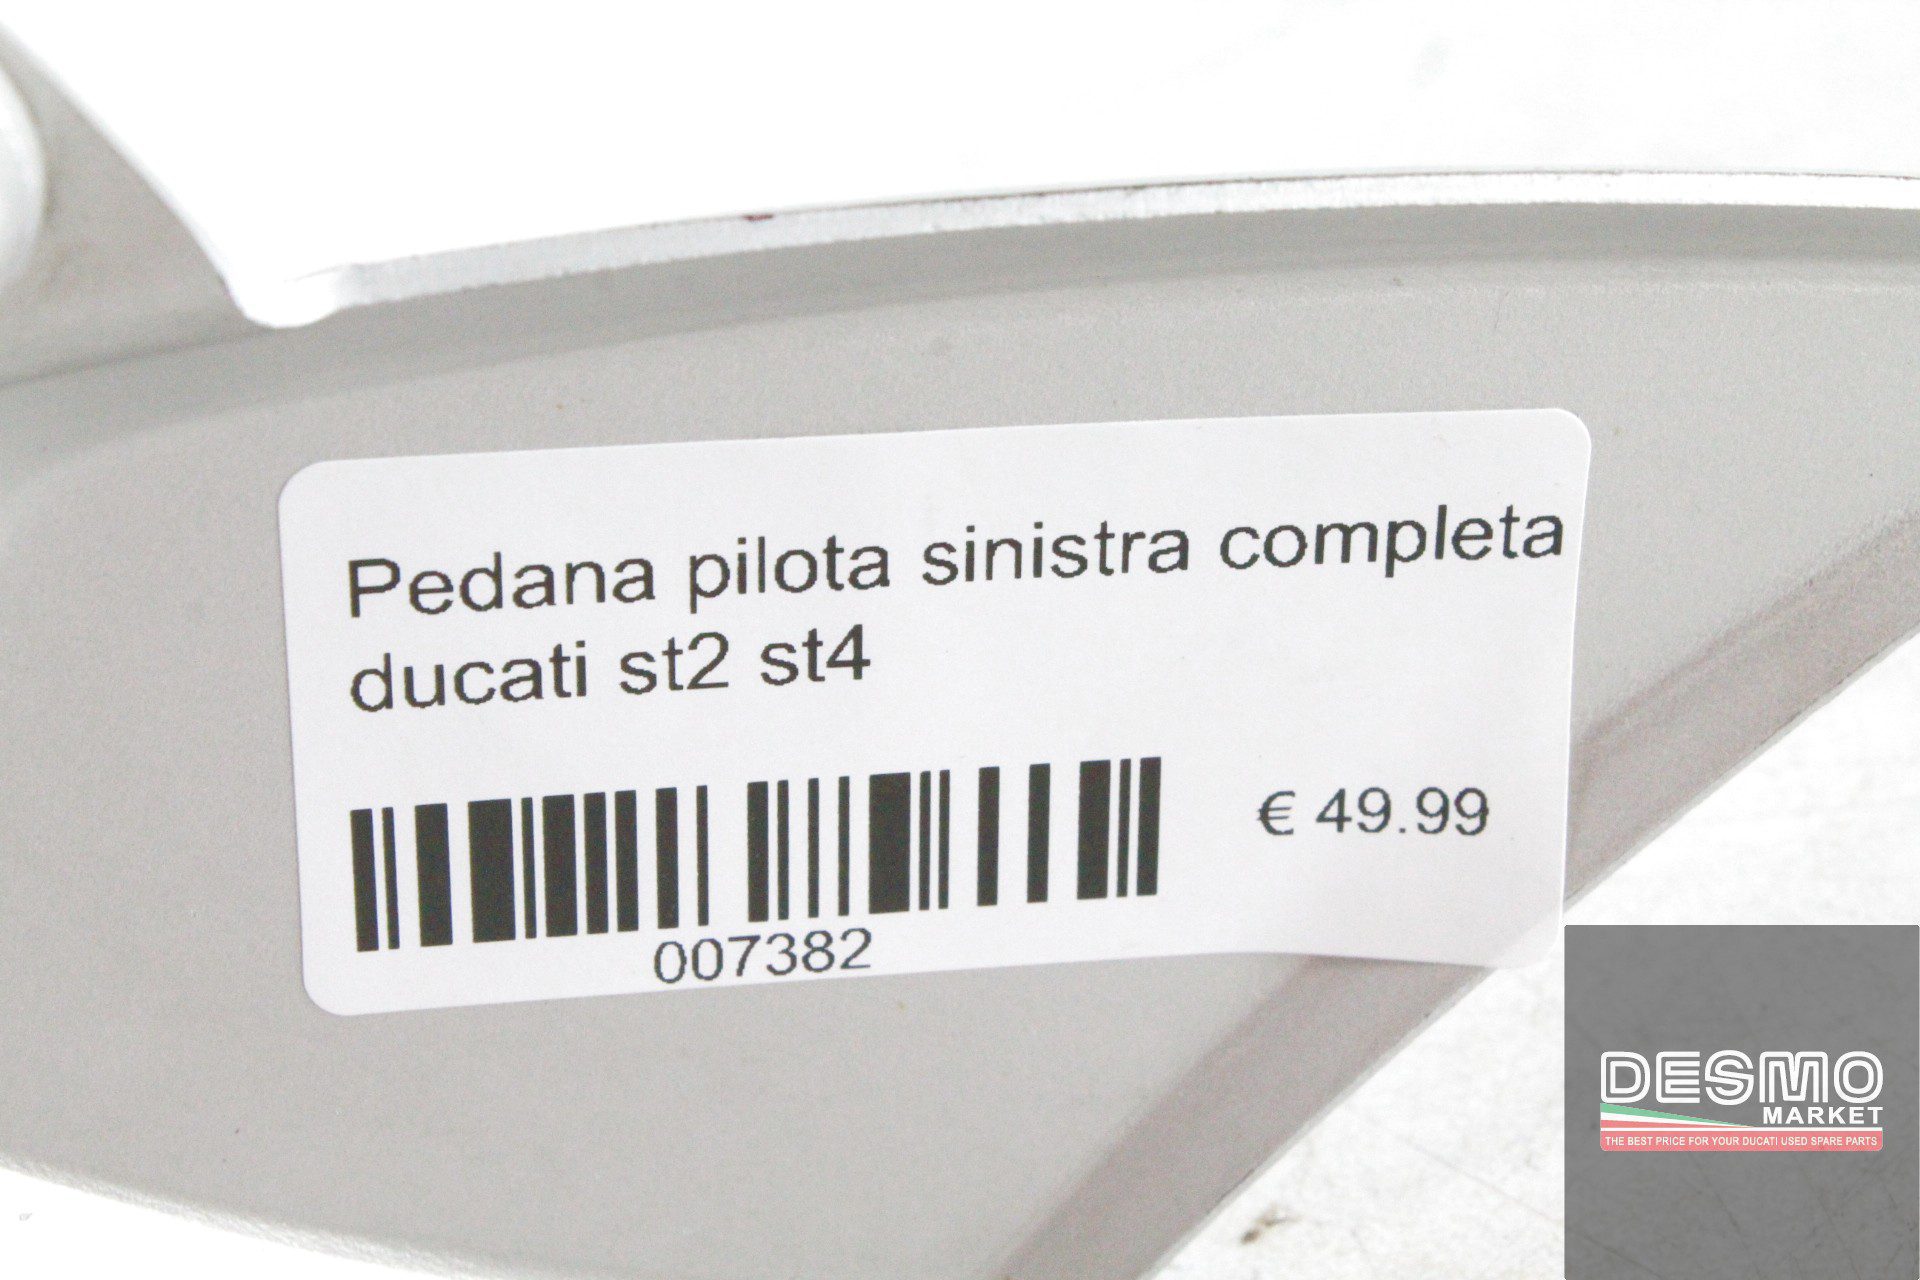 Pedana pilota sinistra completa
ducati st2 st4
€ 49.99
007382
DESMO
MARKET
THE BEST PRICE FOR YOUR DUCATI USED SPARE PARTS